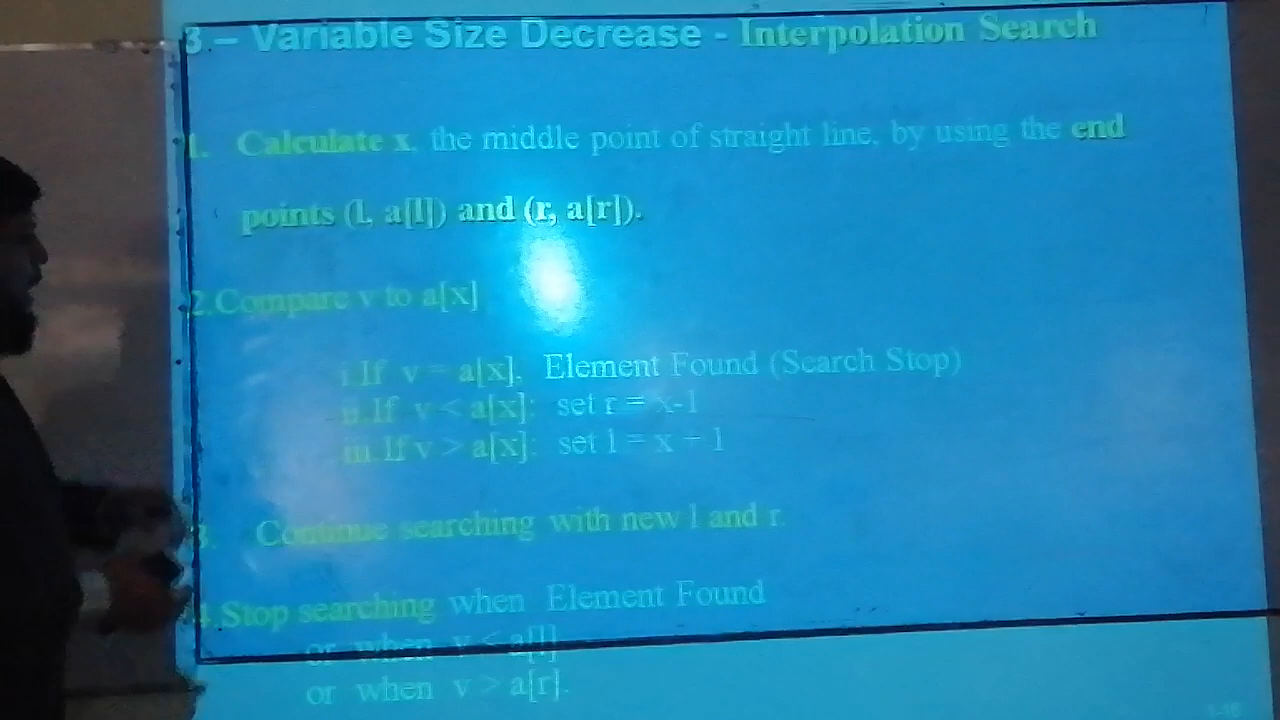 3 – Variable Size Decrease - Interpolation Search
1. Calculate x, the middle point of straight line, by using the end
points (l, a[l]) and (r, a[r]).
2.Compare v to a[x]
i.If v = a[x], Element Found (Search Stop)
ii.If v < a[x]: set r = x-1
iii.If v > a[x]: set l = x + 1
3. Continue searching with new l and r.
4.Stop searching when Element Found
or when v < a[l]
or when v > a[r].